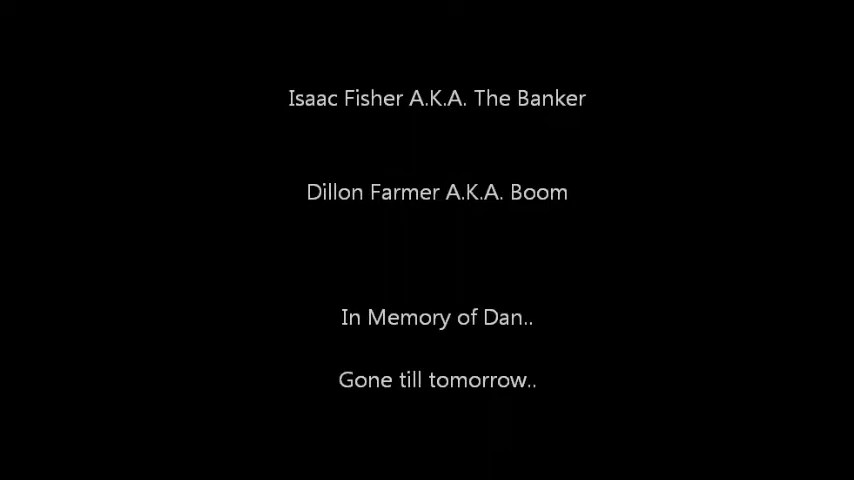 Isaac Fisher A.K.A. The Banker
Dillon Farmer A.K.A. Boom
In Memory of Dan..
Gone till tomorrow..